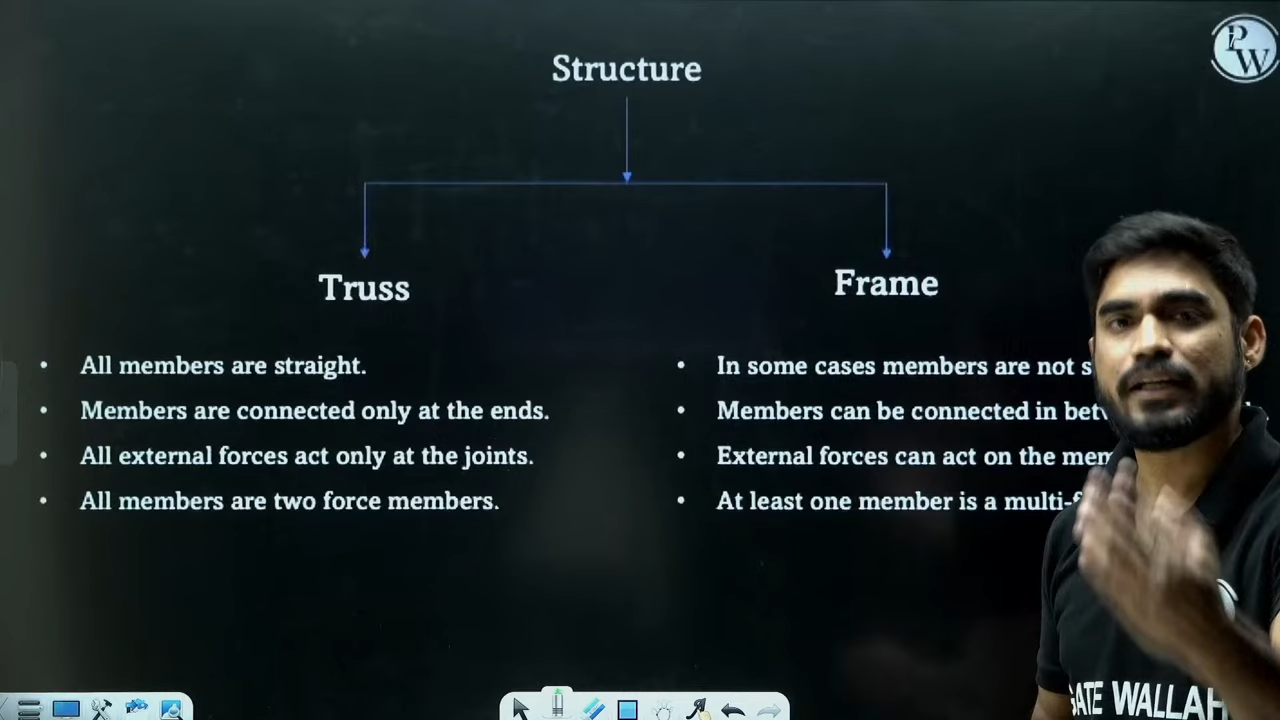 PW
Structure
Truss
Frame
• All members are straight.
• Members are connected only at the ends.
• All external forces act only at the joints.
• All members are two force members.
• In some cases members are not
• Members can be connected in
• External forces can act on the
• At least one member is a
GATE WALLAH